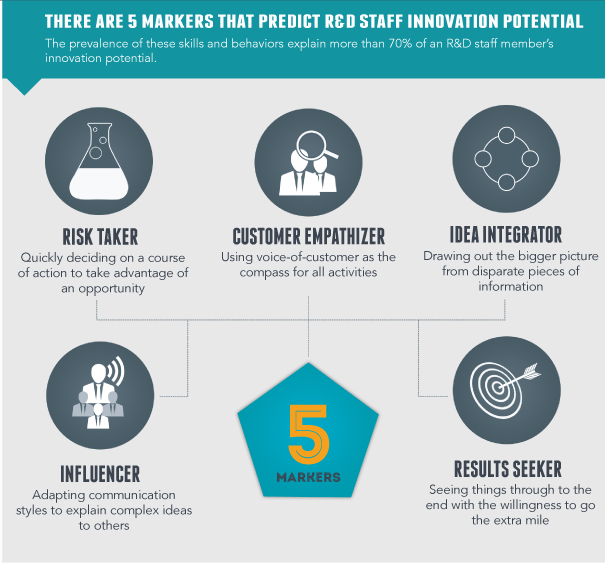 THERE ARE 5 MARKERS THAT PREDICT R&D STAFF INNOVATION POTENTIAL
The prevalence of these skills and behaviors explain more than 70% of an R&D staff member's
innovation potential.
RISK TAKER
Quickly deciding on a course
of action to take advantage of
an opportunity
CUSTOMER EMPATHIZER
Using voice-of-customer as the
compass for all activities
IDEA INTEGRATOR
Drawing out the bigger picture
from disparate pieces of
information
INFLUENCER
Adapting communication
styles to explain complex ideas
to others
5
MARKERS
RESULTS SEEKER
Seeing things through to the
end with the willingness to go
the extra mile